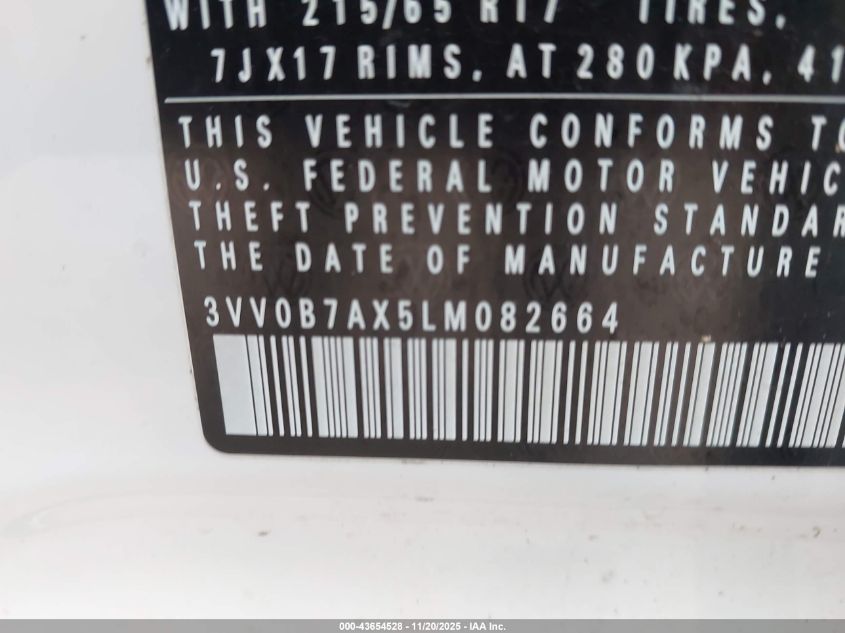 WITH 215/65 R17 TIRES,
7JX17 RIMS, AT 280 KPA, 41
THIS VEHICLE CONFORMS TO
U.S. FEDERAL MOTOR VEHIC
THEFT PREVENTION STANDAR
THE DATE OF MANUFACTURE
3VV0B7AX5LM082664
000-43654528 - 11/20/2025 - IAA Inc.